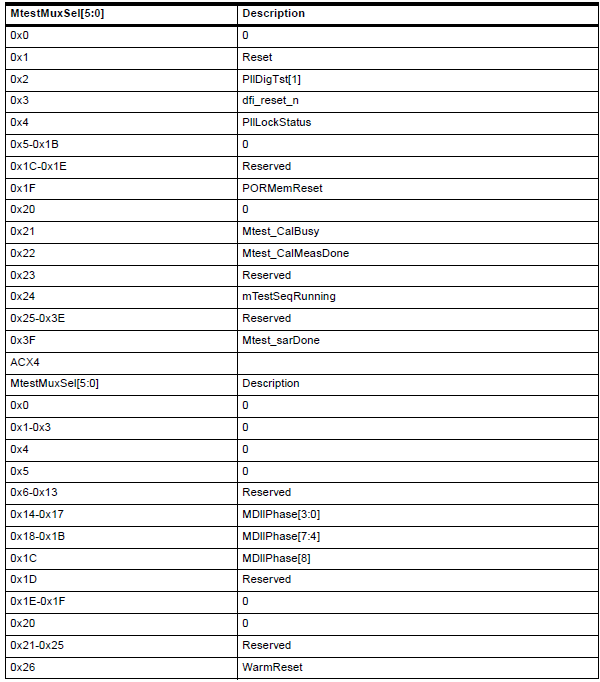 MtestMuxSel[5:0] Description
0x0 0
0x1 Reset
0x2 PllDigTst[1]
0x3 dfi_reset_n
0x4 PllLockStatus
0x5-0x1B 0
0x1C-0x1E Reserved
0x1F PORMemReset
0x20 0
0x21 Mtest_CalBusy
0x22 Mtest_CalMeasDone
0x23 Reserved
0x24 mTestSeqRunning
0x25-0x3E Reserved
0x3F Mtest_sarDone
ACX4
MtestMuxSel[5:0] Description
0x0 0
0x1-0x3 0
0x4 0
0x5 0
0x6-0x13 Reserved
0x14-0x17 MDllPhase[3:0]
0x18-0x1B MDllPhase[7:4]
0x1C MDllPhase[8]
0x1D Reserved
0x1E-0x1F 0
0x20 0
0x21-0x25 Reserved
0x26 WarmReset